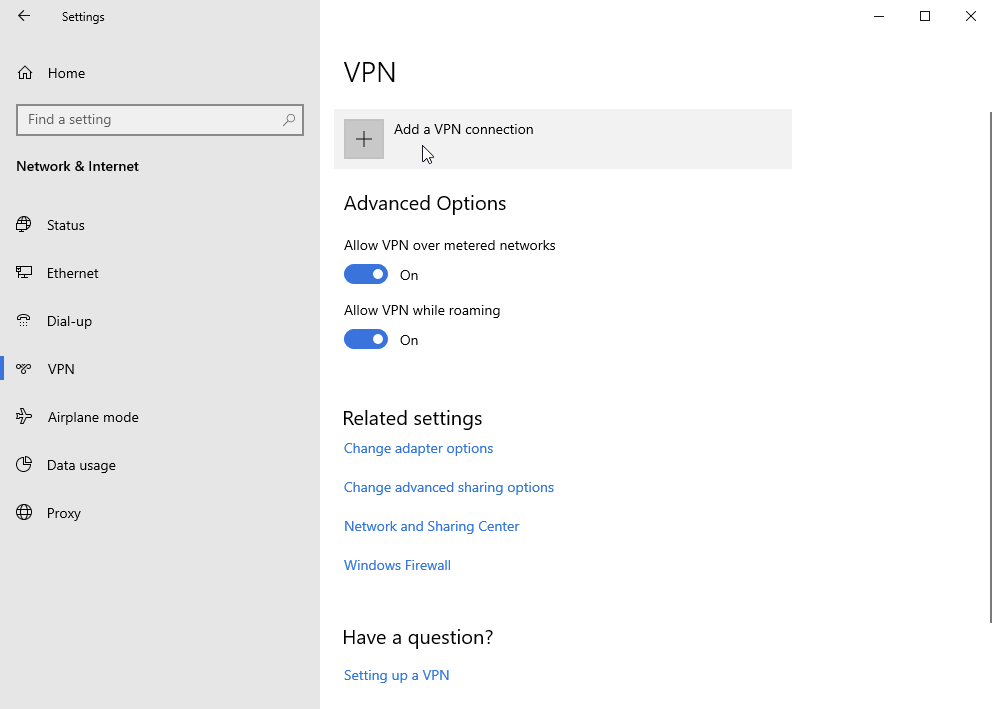 Settings
Home
Find a setting
Network & Internet
Status
Ethernet
Dial-up
VPN
Airplane mode
Data usage
Proxy
VPN
Add a VPN connection
Advanced Options
Allow VPN over metered networks
On
Allow VPN while roaming
On
Related settings
Change adapter options
Change advanced sharing options
Network and Sharing Center
Windows Firewall
Have a question?
Setting up a VPN